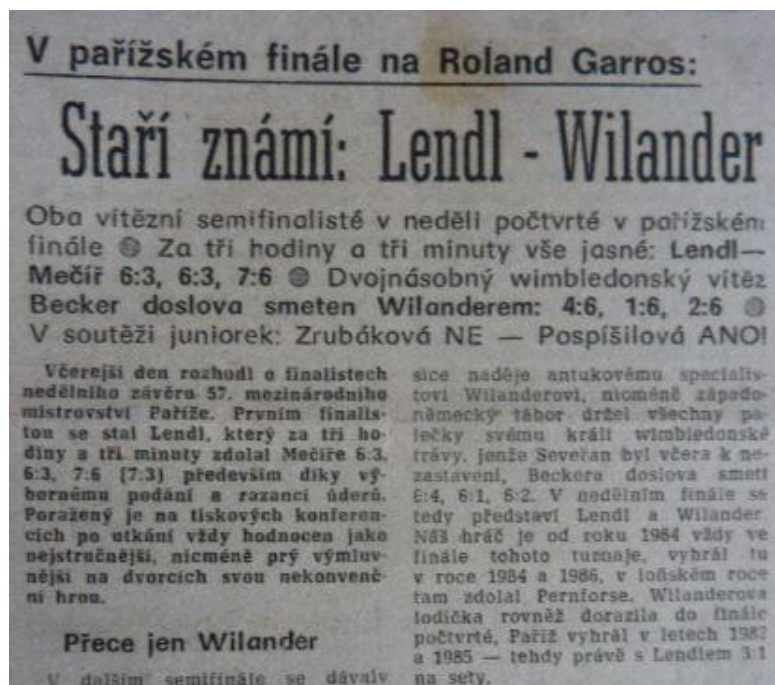 V pařížském finále na Roland Garros:
Staří známí: Lendl - Wilander
Oba vítězní semifinalisté v neděli počtvrté v pařížském
finále ● Za tři hodiny a tři minuty vše jasné: Lendl—
Mečíř 6:3, 6:3, 7:6 ● Dvojnásobný wimbledonský vítěz
Becker doslova smeten Wilanderem: 4:6, 1:6, 2:6 ●
V soutěži juniorek: Zrubáková NE — Pospíšilová ANO!
Včerejší den rozhodl o finalistech
nedělního závěru 57. mezinárodního
mistrovství Paříže. Prvním finalis-
tou se stal Lendl, který za tři ho-
diny a tři minuty zdolal Mečíře 6:3,
6:3, 7:6 (7:3) především díky vý-
bornému podání a razanci úderů.
Poražený je na tiskových konferen-
cích po utkání vždy hodnocen jako
nejstručnější, nicméně prý výmluv-
nější na dvorcích svou nekonvenč-
ní hrou.
Přece jen Wilander
V dalším semifinále se dávaly
sice naděje antukovému specialis-
tovi Wilanderovi, nicméně západo-
německý tábor držel všechny pa-
lečky svému králi wimbledonské
trávy. Jenže Seveřan byl včera k ne-
zastavení, Beckera doslova smetl
6:4, 6:1, 6:2. V nedělním finále se
tedy představí Lendl a Wilander.
Náš hráč je od roku 1984 vždy ve
finále tohoto turnaje, vyhrál tu
v roce 1984 a 1986, v loňském roce
tam zdolal Pernforse. Wilanderova
lodička rovněž dorazila do finále
počtvrté, Paříž vyhrál v letech 1982
a 1985 — tehdy právě s Lendlem 3:1
na sety.